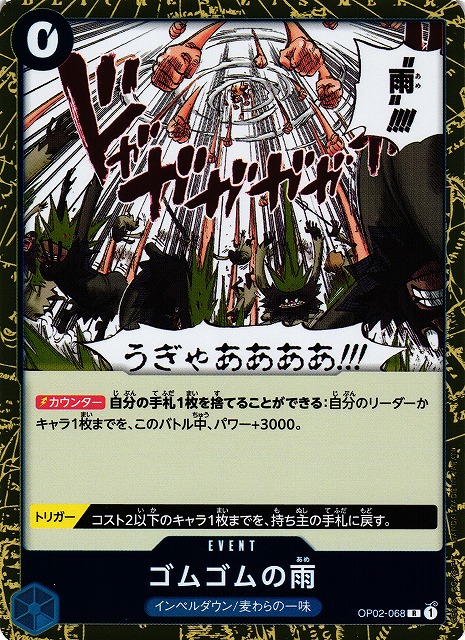 0
"雨"!!!!
あめ
ドドドガガガガガ
うぎゃああああ!!!
カウンター 自分の手札1枚を捨てることができる:自分のリーダーか
キャラ1枚までを、このバトル中、パワー+3000。
トリガー コスト2以下のキャラ1枚までを、持ち主の手札に戻す。
EVENT
ゴムゴムの雨
あめ
インペルダウン/麦わらの一味
OP02-068 R 1